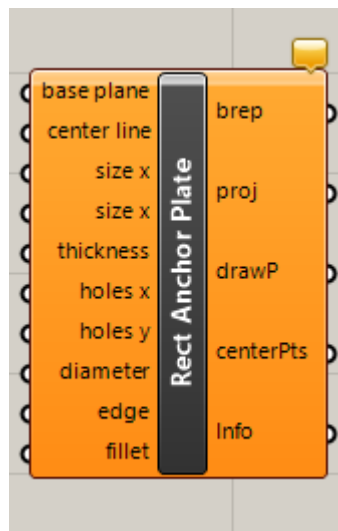 base plane
center line
size x
size x
thickness
holes x
holes y
diameter
edge
fillet
Rect Anchor Plate
brep
proj
drawP
centerPts
Info